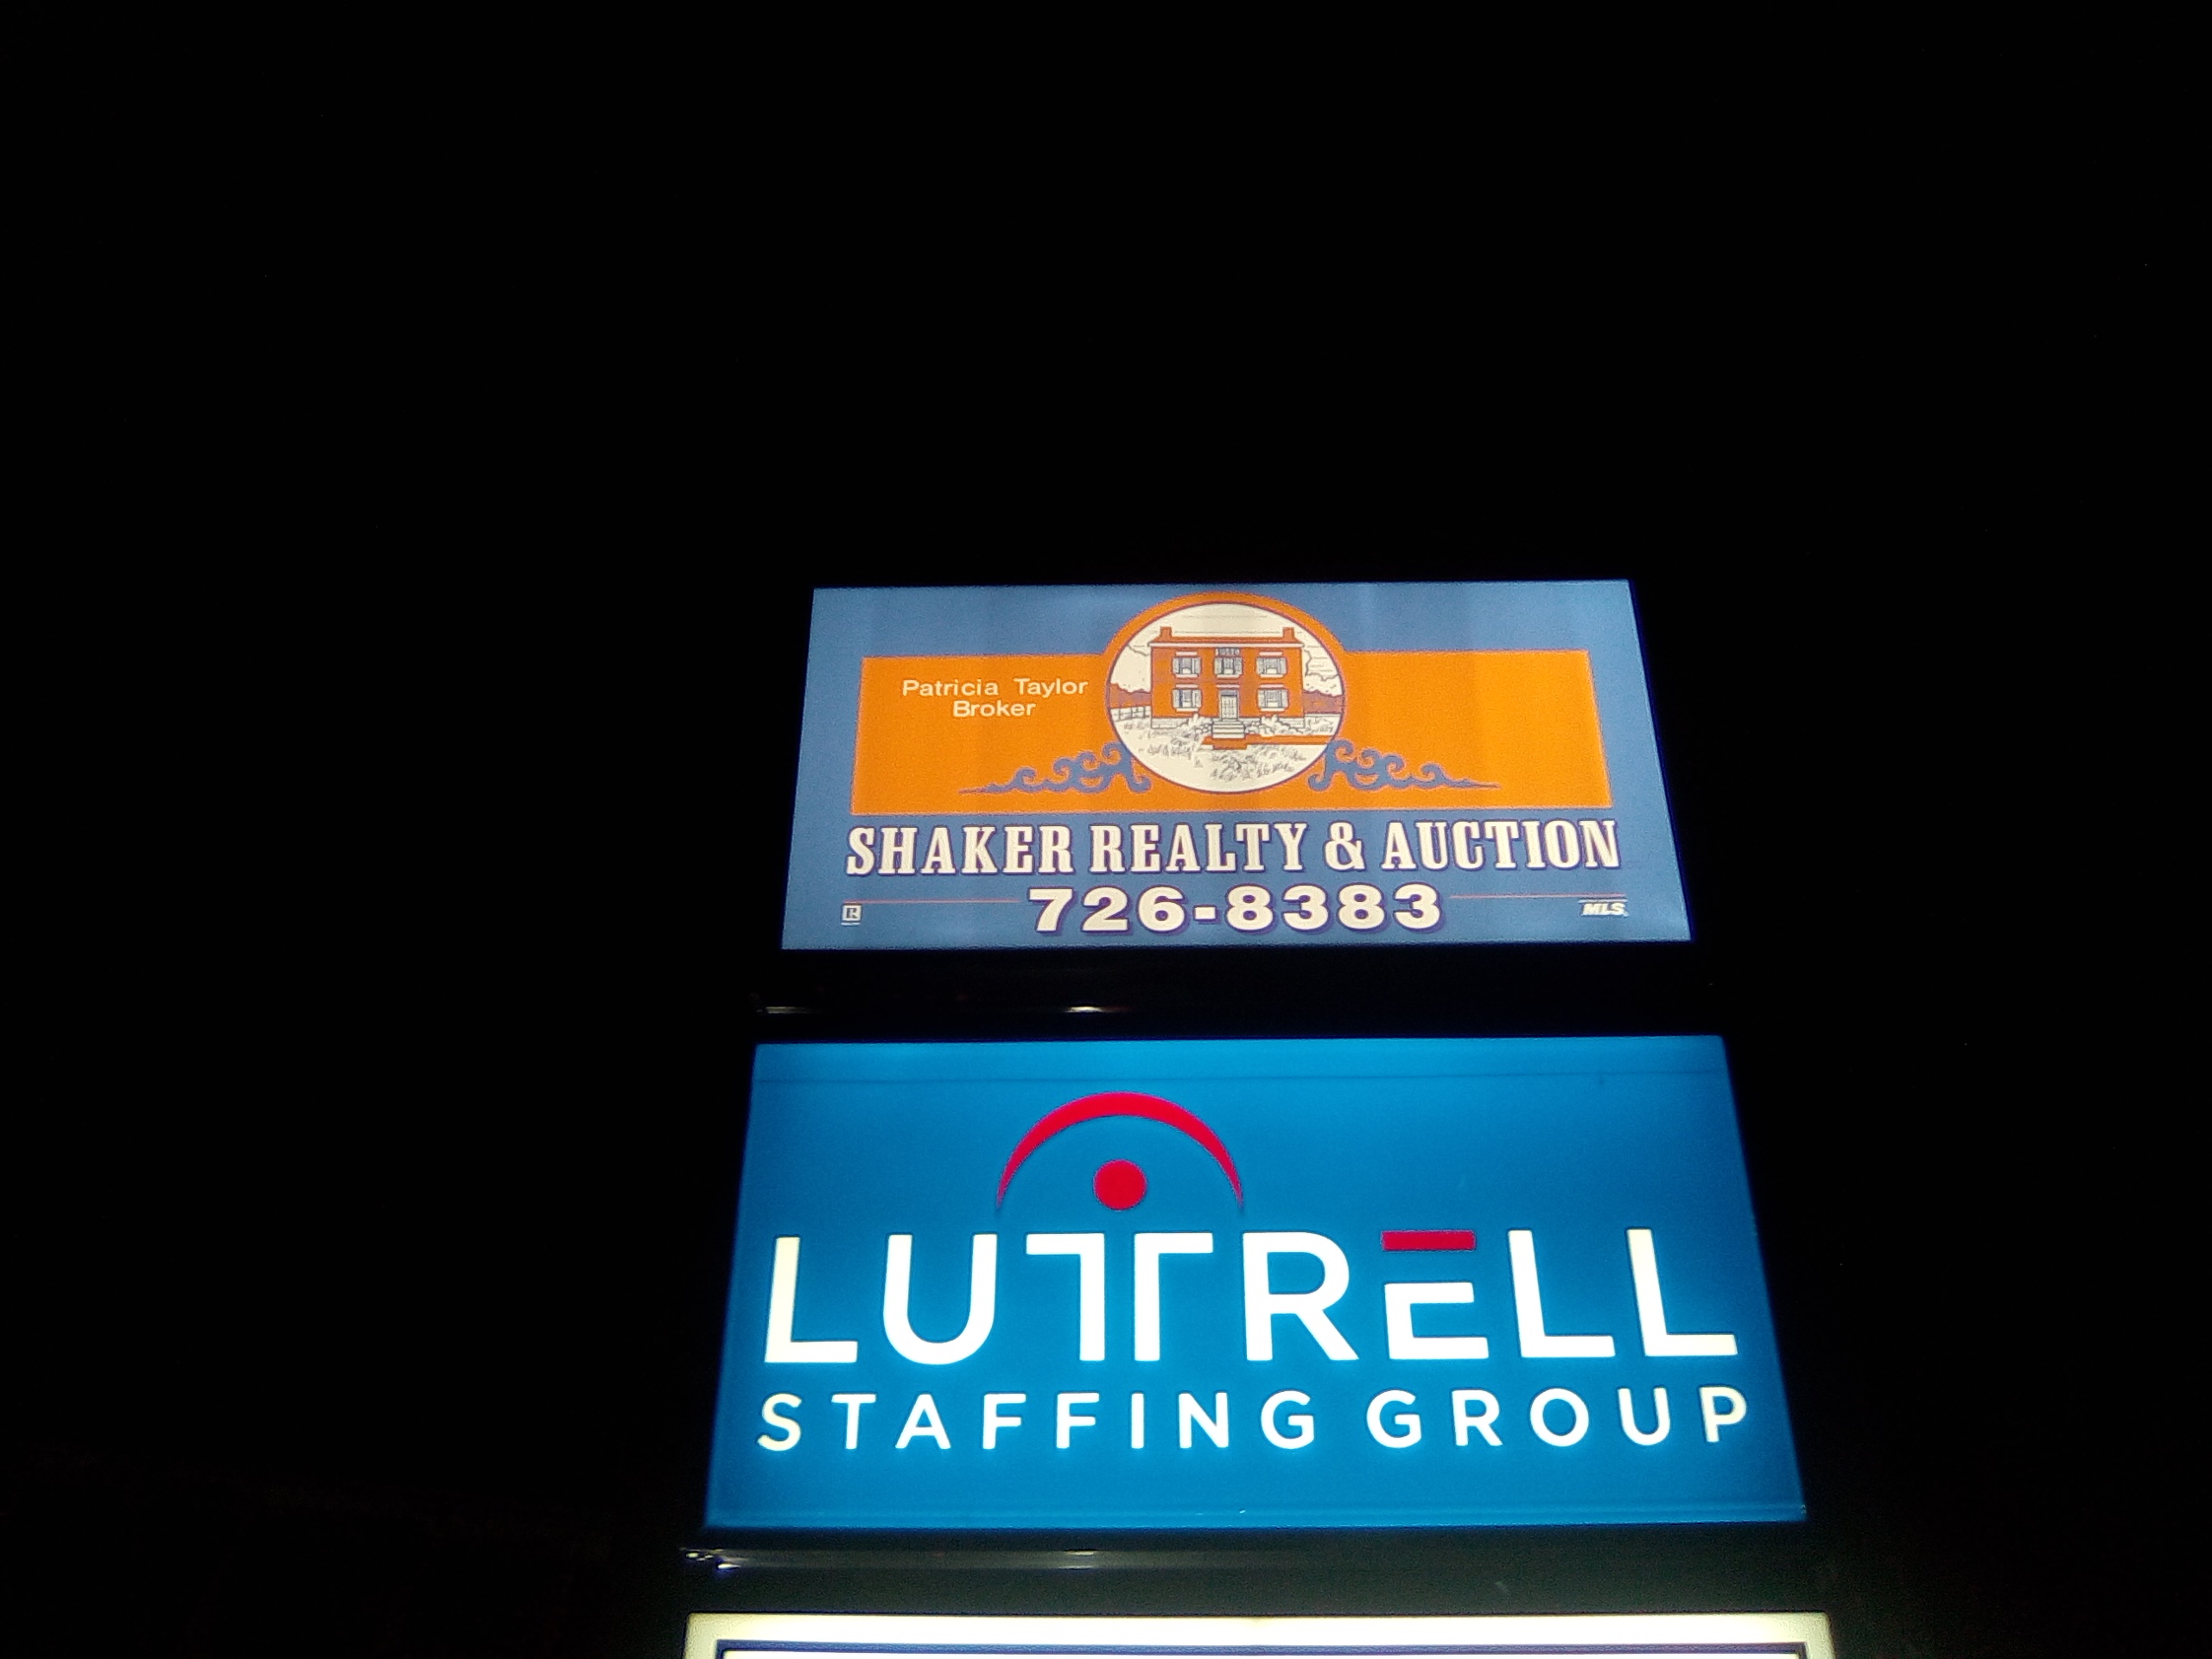 Patricia Taylor
Broker
SHAKER REALTY & AUCTION
726-8383
R
MLS
LUTTRELL
STAFFING GROUP